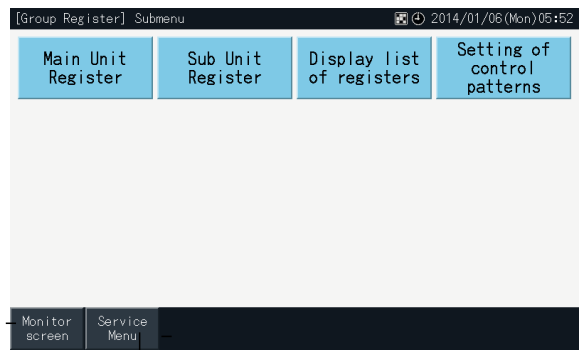 [Group Register] Submenu 2014/01/06(Mon)05:52
Main Unit
Register
Sub Unit
Register
Display list
of registers
Setting of
control
patterns
Monitor
screen
Service
Menu